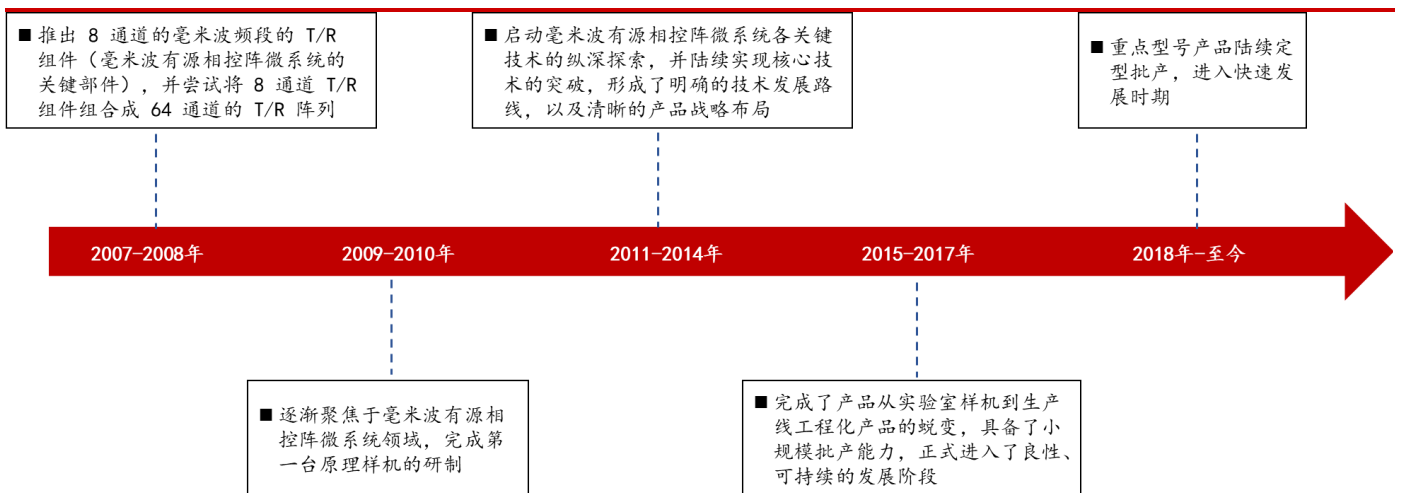 ■ 推出 8 通道的毫米波频段的 T/R
组件（毫米波有源相控阵微系统的
关键部件），并尝试将 8 通道 T/R
组件组合成 64 通道的 T/R 阵列
■ 启动毫米波有源相控阵微系统各关键
技术的纵深探索，并陆续实现核心技
术的突破，形成了明确的技术发展路
线，以及清晰的产品战略布局
■ 重点型号产品陆续定
型批产，进入快速发
展时期
2007-2008年
2009-2010年
2011-2014年
2015-2017年
2018年-至今
■ 逐渐聚焦于毫米波有源相
控阵微系统领域，完成第
一台原理样机的研制
■ 完成了产品从实验室样机到生产
线工程化产品的蜕变，具备了小
规模批产能力，正式进入了良性、
可持续的发展阶段